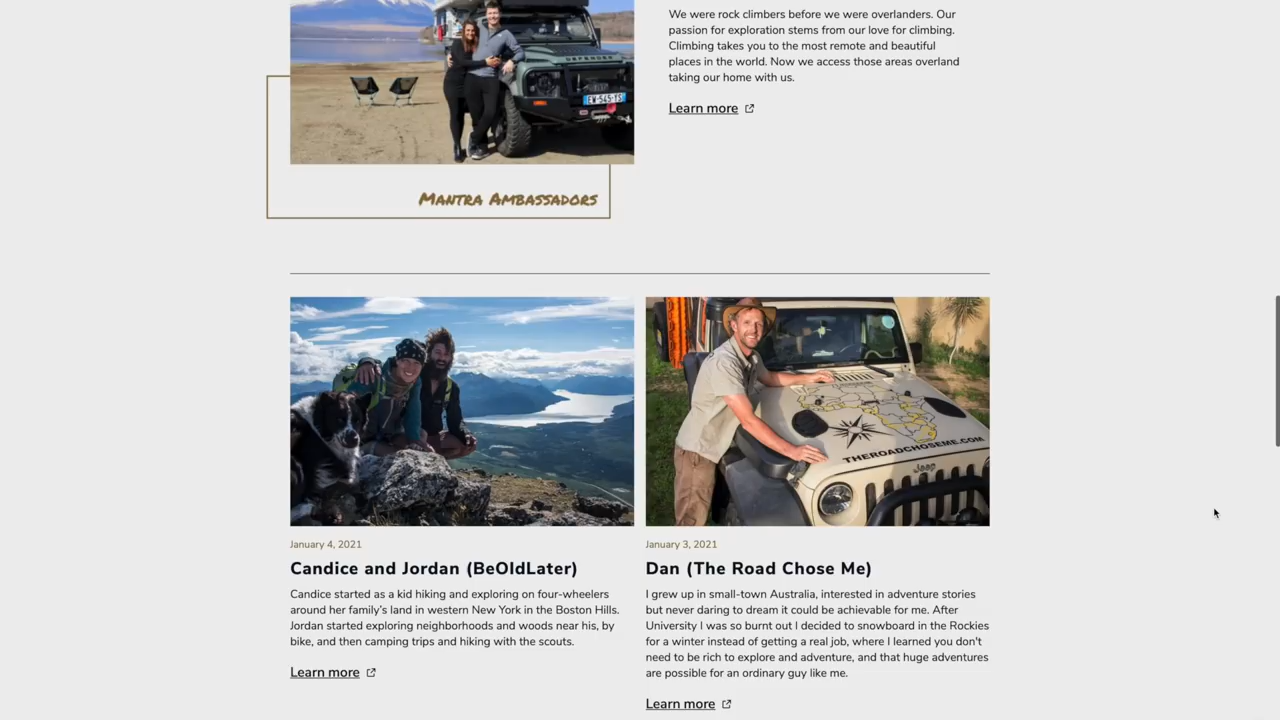 We were rock climbers before we were overlanders. Our
passion for exploration stems from our love for climbing.
Climbing takes you to the most remote and beautiful
places in the world. Now we access those areas overland
taking our home with us.
Learn more
DEFENDER
EW-545-YS
Mantra Ambassadors
THEROADCHOSEME.COM
Jeep
January 4, 2021
Candice and Jordan (BeOldLater)
Candice started as a kid hiking and exploring on four-wheelers
around her family's land in western New York in the Boston Hills.
Jordan started exploring neighborhoods and woods near his, by
bike, and then camping trips and hiking with the scouts.
Learn more
January 3, 2021
Dan (The Road Chose Me)
I grew up in small-town Australia, interested in adventure stories
but never daring to dream it could be achievable for me. After
University I was so burnt out I decided to snowboard in the Rockies
for a winter instead of getting a real job, where I learned you don't
need to be rich to explore and adventure, and that huge adventures
are possible for an ordinary guy like me.
Learn more